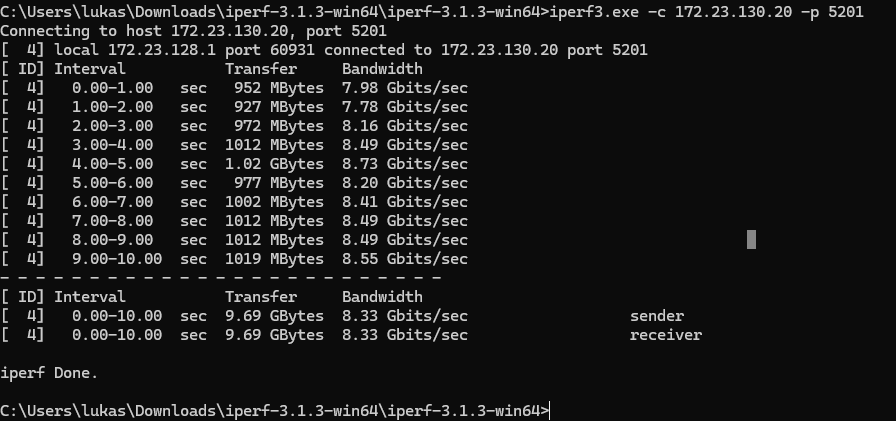 C:\Users\lukas\Downloads\iperf-3.1.3-win64\iperf-3.1.3-win64>iperf3.exe -c 172.23.130.20 -p 5201
Connecting to host 172.23.130.20, port 5201
[  4] local 172.23.128.1 port 60931 connected to 172.23.130.20 port 5201
[ ID] Interval           Transfer     Bandwidth
[  4]   0.00-1.00   sec   952 MBytes  7.98 Gbits/sec
[  4]   1.00-2.00   sec   927 MBytes  7.78 Gbits/sec
[  4]   2.00-3.00   sec   972 MBytes  8.16 Gbits/sec
[  4]   3.00-4.00   sec  1012 MBytes  8.49 Gbits/sec
[  4]   4.00-5.00   sec  1.02 GBytes  8.73 Gbits/sec
[  4]   5.00-6.00   sec   977 MBytes  8.20 Gbits/sec
[  4]   6.00-7.00   sec  1002 MBytes  8.41 Gbits/sec
[  4]   7.00-8.00   sec  1012 MBytes  8.49 Gbits/sec
[  4]   8.00-9.00   sec  1012 MBytes  8.49 Gbits/sec
[  4]   9.00-10.00  sec  1019 MBytes  8.55 Gbits/sec
- - - - - - - - - - - - - - - - - - - - - - - - -
[ ID] Interval           Transfer     Bandwidth
[  4]   0.00-10.00  sec  9.69 GBytes  8.33 Gbits/sec                  sender
[  4]   0.00-10.00  sec  9.69 GBytes  8.33 Gbits/sec                  receiver
iperf Done.
C:\Users\lukas\Downloads\iperf-3.1.3-win64\iperf-3.1.3-win64>